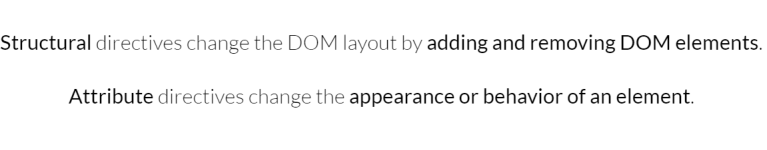 Structural directives change the DOM layout by adding and removing DOM elements.
Attribute directives change the appearance or behavior of an element.